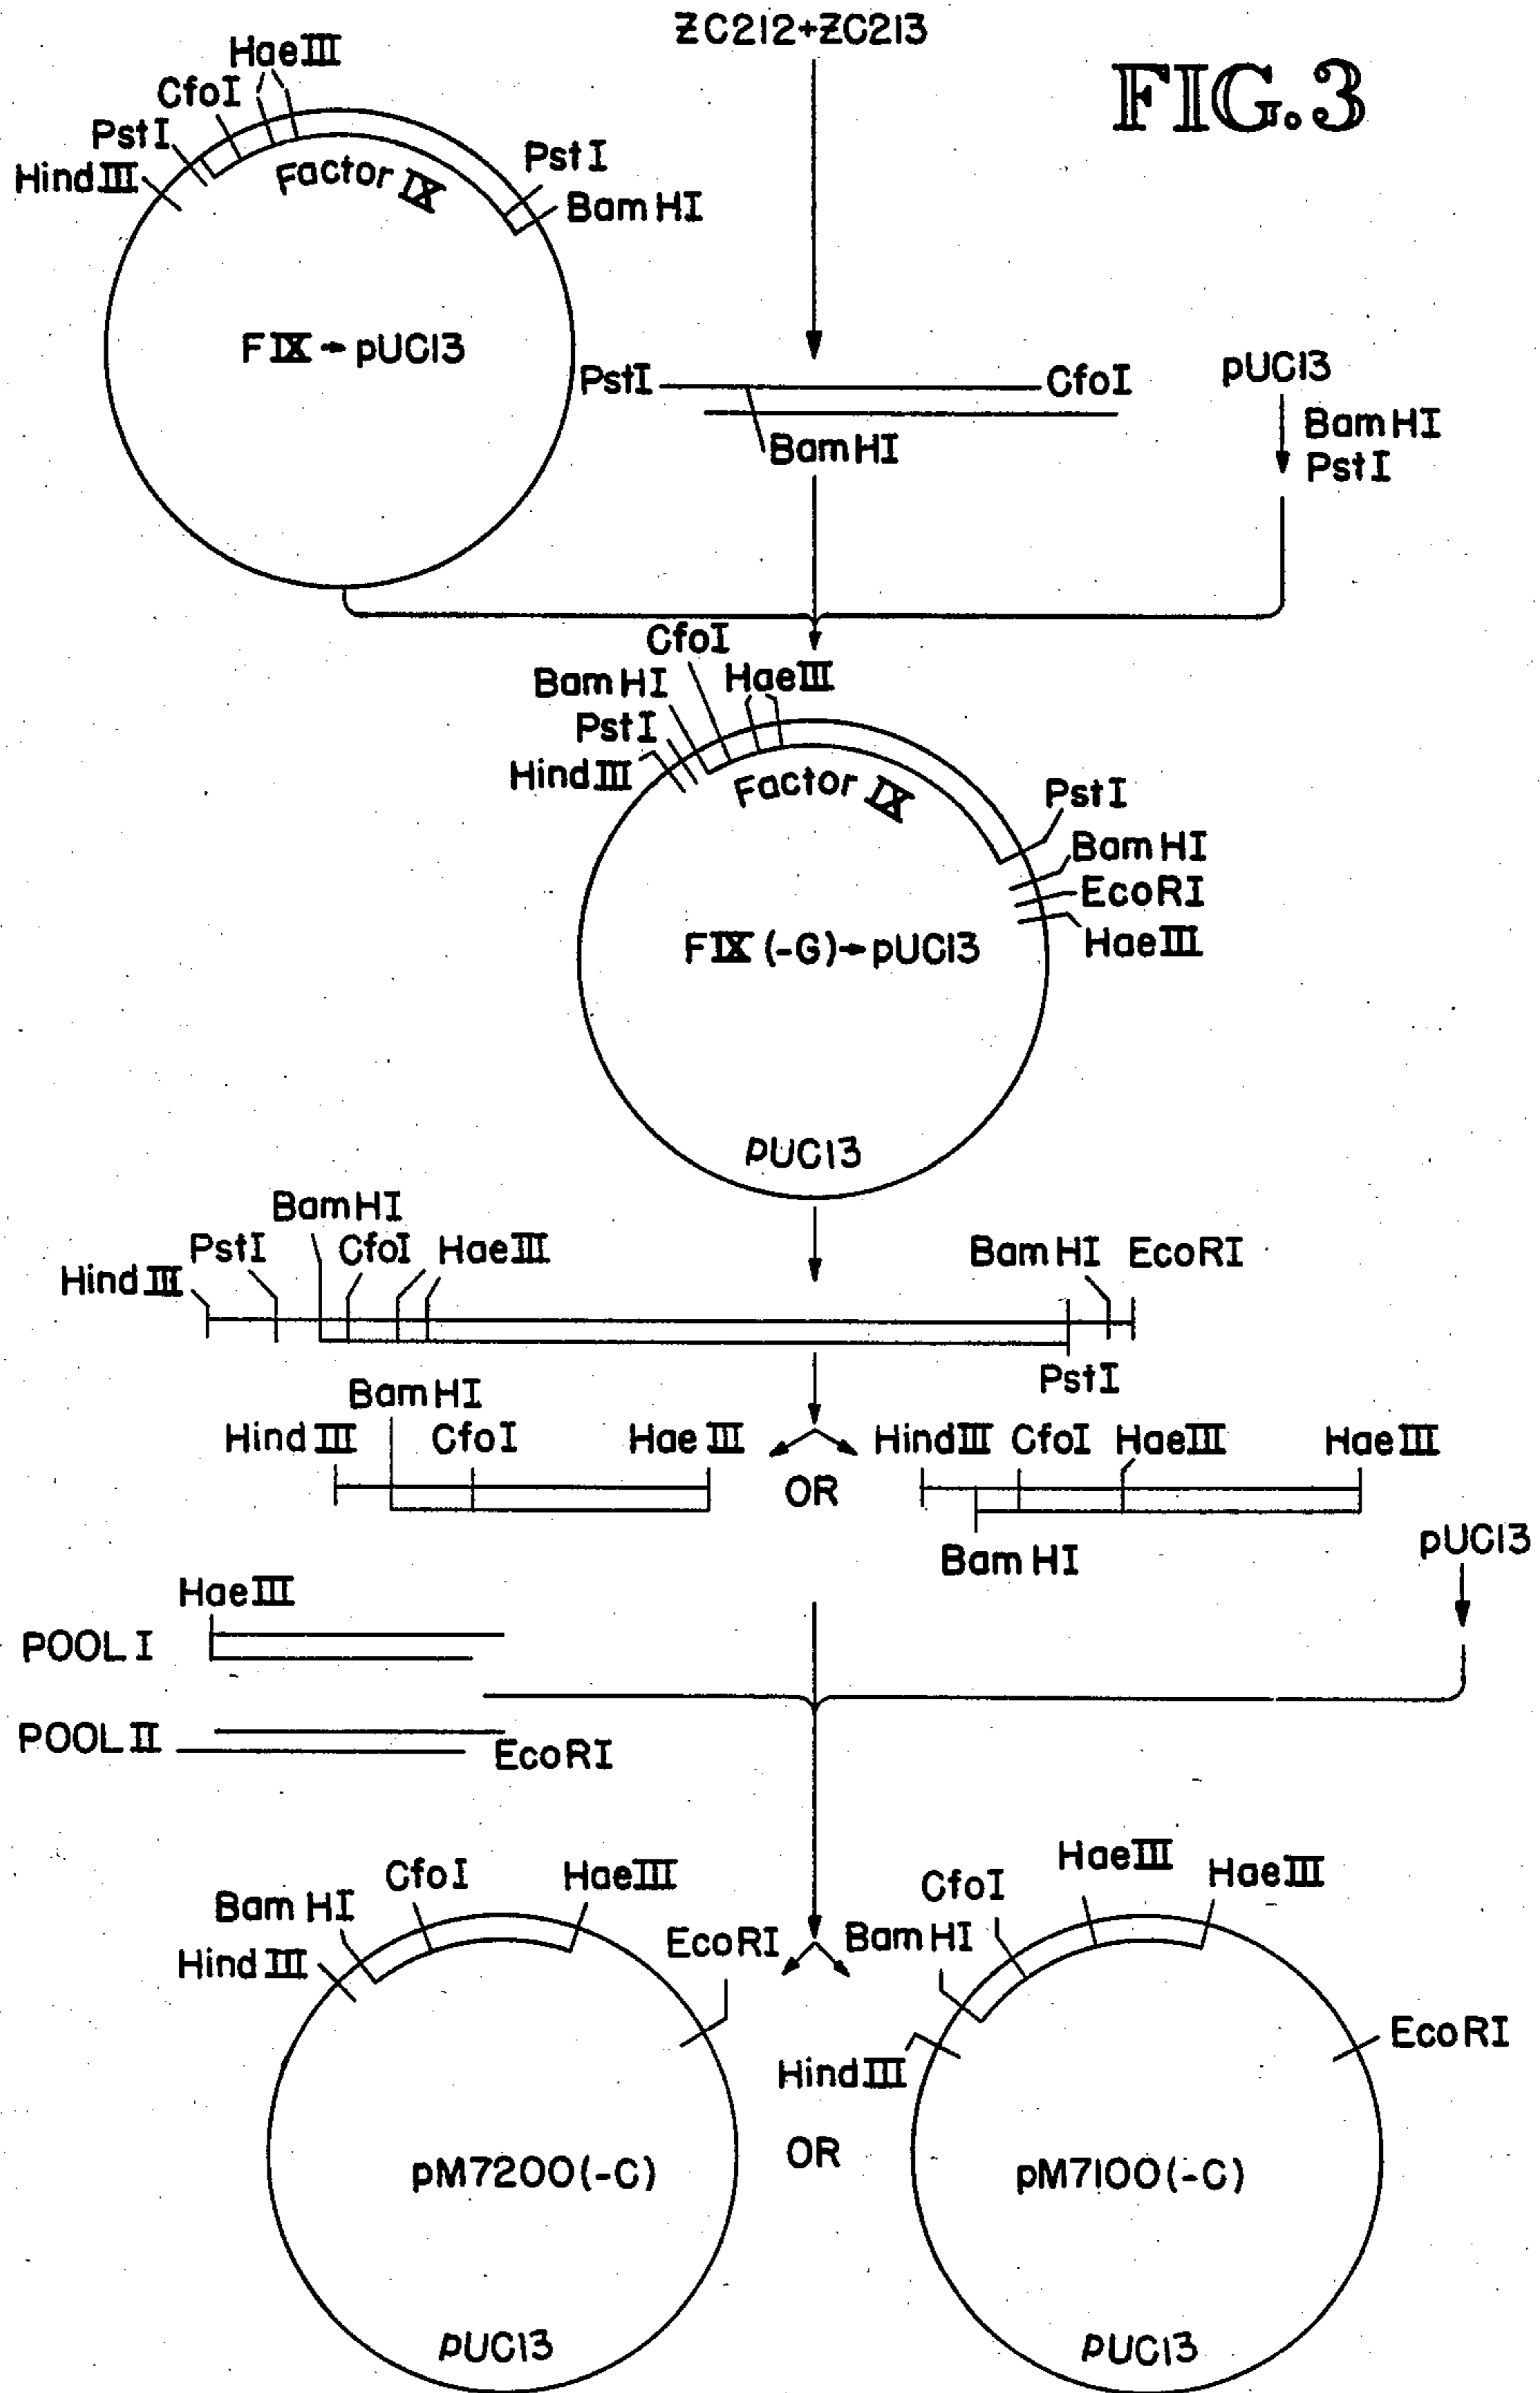 ZC212+ZC213
FIG. 3
HaeIII
CfoI
PstI
HindIII
Factor IX
PstI
BamHI
FIX→pUC13
PstI
CfoI
BamHI
pUC13
BamHI
PstI
CfoI
BamHI
HaeIII
PstI
HindIII
Factor IX
PstI
BamHI
EcoRI
HaeIII
FIX (-G)→pUC13
pUC13
BamHI
PstI
CfoI
HaeIII
HindIII
BamHI
EcoRI
PstI
BamHI
HindIII
CfoI
HaeIII
OR
HindIII
CfoI
HaeIII
HaeIII
BamHI
pUC13
HaeIII
POOL I
POOL II
EcoRI
CfoI
HaeIII
BamHI
HindIII
EcoRI
pM7200(-C)
pUC13
OR
HaeIII
HaeIII
CfoI
BamHI
HindIII
EcoRI
pM7100(-C)
pUC13